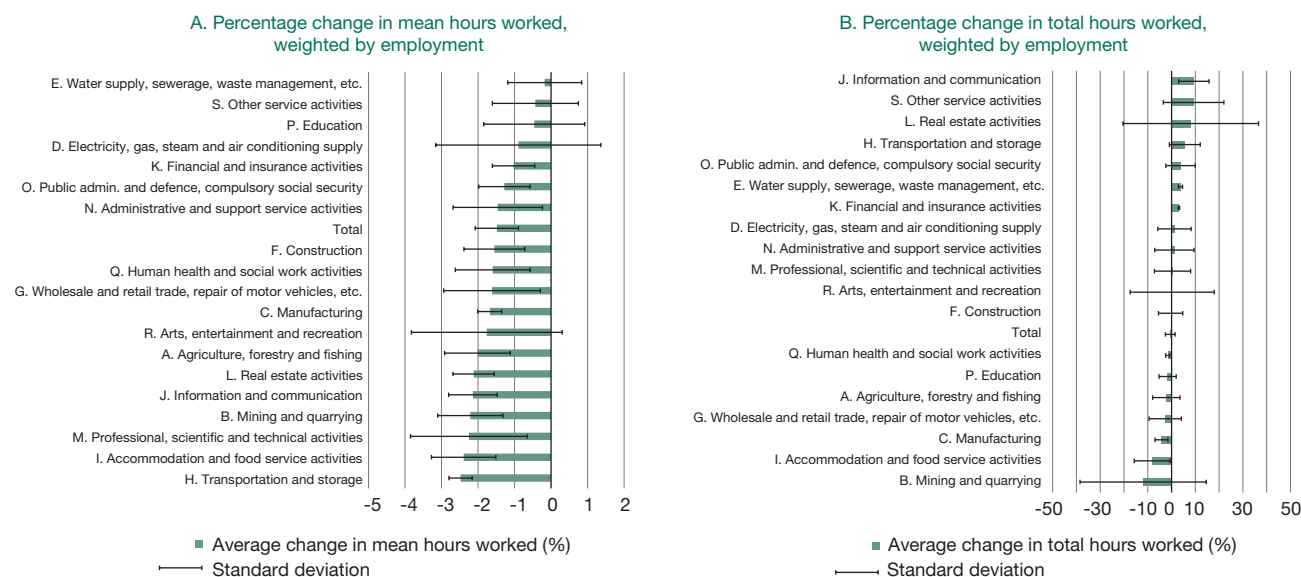 A. Percentage change in mean hours worked,
weighted by employment
E. Water supply, sewerage, waste management, etc.
S. Other service activities
P. Education
D. Electricity, gas, steam and air conditioning supply
K. Financial and insurance activities
O. Public admin. and defence, compulsory social security
N. Administrative and support service activities
Total
F. Construction
Q. Human health and social work activities
G. Wholesale and retail trade, repair of motor vehicles, etc.
C. Manufacturing
R. Arts, entertainment and recreation
A. Agriculture, forestry and fishing
L. Real estate activities
J. Information and communication
B. Mining and quarrying
M. Professional, scientific and technical activities
I. Accommodation and food service activities
H. Transportation and storage
-5 -4 -3 -2 -1 0 1 2
Average change in mean hours worked (%)
Standard deviation
B. Percentage change in total hours worked,
weighted by employment
J. Information and communication
S. Other service activities
L. Real estate activities
H. Transportation and storage
O. Public admin. and defence, compulsory social security
E. Water supply, sewerage, waste management, etc.
K. Financial and insurance activities
D. Electricity, gas, steam and air conditioning supply
N. Administrative and support service activities
M. Professional, scientific and technical activities
R. Arts, entertainment and recreation
F. Construction
Total
Q. Human health and social work activities
P. Education
A. Agriculture, forestry and fishing
G. Wholesale and retail trade, repair of motor vehicles, etc.
C. Manufacturing
I. Accommodation and food service activities
B. Mining and quarrying
-50 -30 -10 0 10 30 50
Average change in total hours worked (%)
Standard deviation